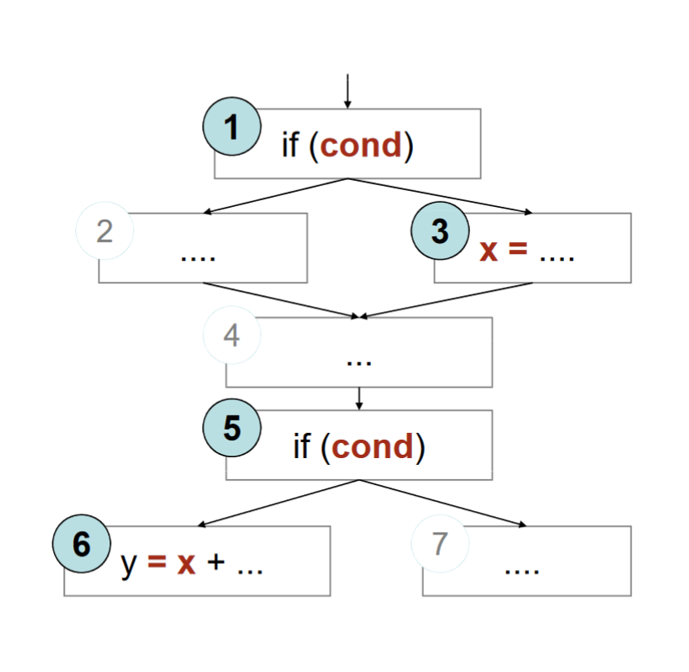 1
if (cond)
2
....
3
x = ....
4
...
5
if (cond)
6
y = x + ...
7
....